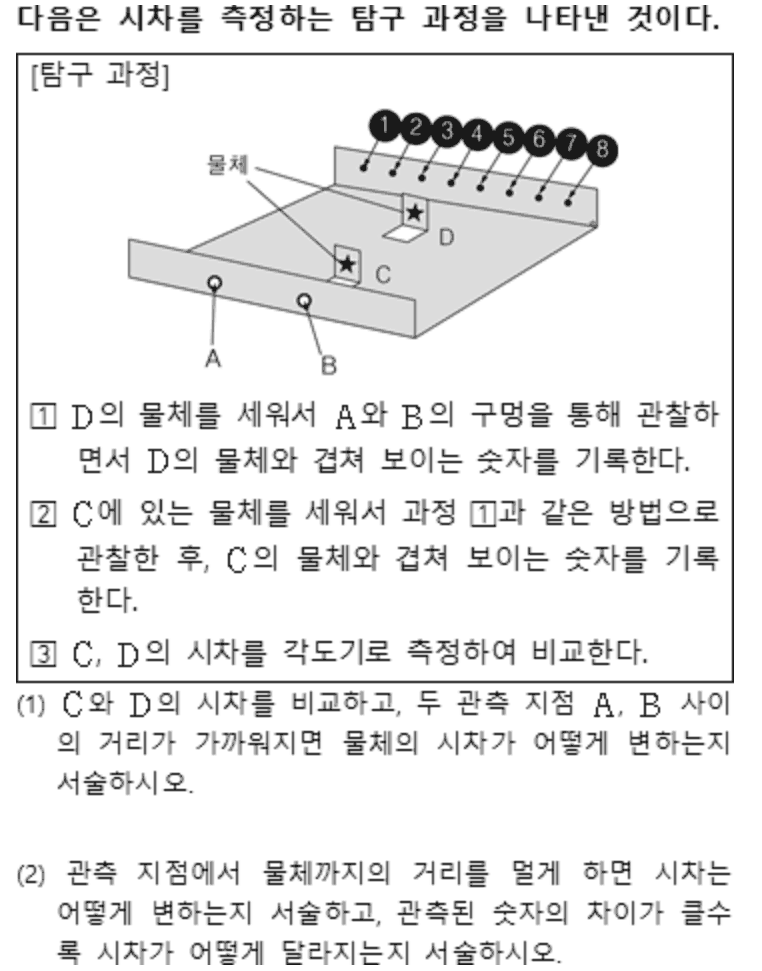 다음은 시차를 측정하는 탐구 과정을 나타낸 것이다.
[탐구 과정]
1 2 3 4 5 6 7 8
물체
D
C
A
B
1 D의 물체를 세워서 A와 B의 구멍을 통해 관찰하
면서 D의 물체와 겹쳐 보이는 숫자를 기록한다.
2 C에 있는 물체를 세워서 과정 1과 같은 방법으로
관찰한 후, C의 물체와 겹쳐 보이는 숫자를 기록
한다.
3 C, D의 시차를 각도기로 측정하여 비교한다.
(1) C와 D의 시차를 비교하고, 두 관측 지점 A, B 사이
의 거리가 가까워지면 물체의 시차가 어떻게 변하는지
서술하시오.
(2) 관측 지점에서 물체까지의 거리를 멀게 하면 시차는
어떻게 변하는지 서술하고, 관측된 숫자의 차이가 클수
록 시차가 어떻게 달라지는지 서술하시오.